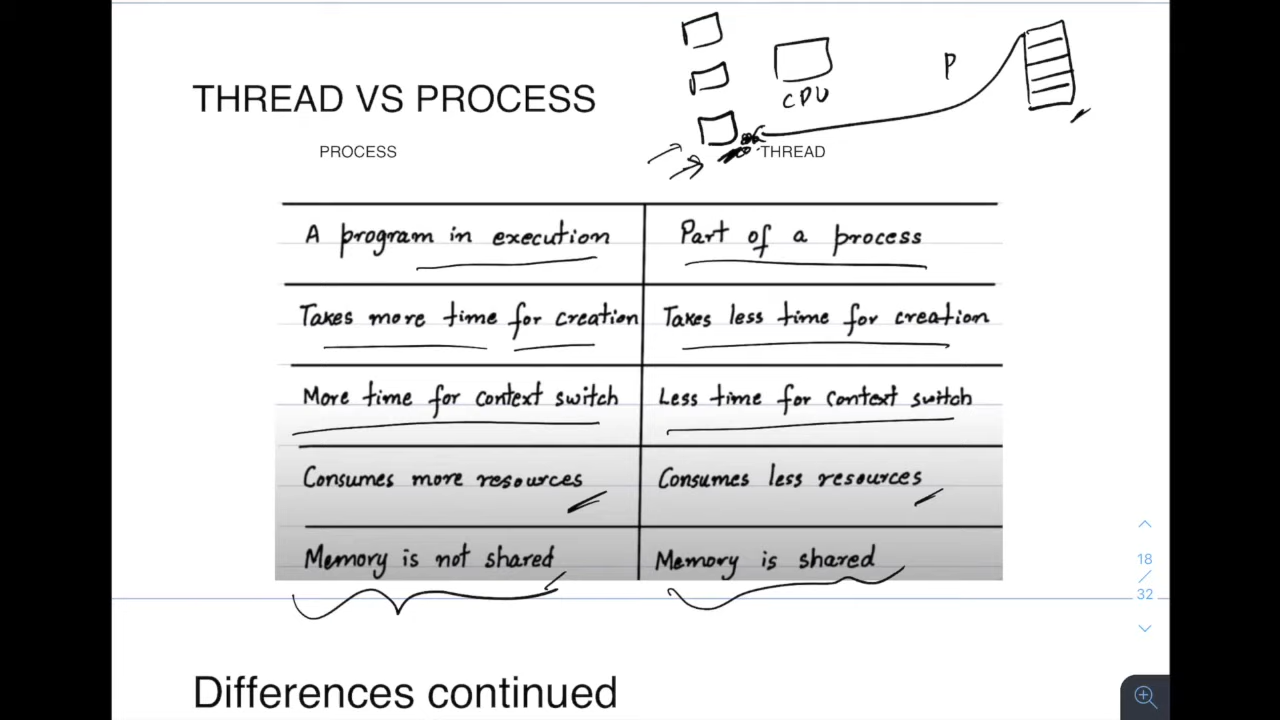 THREAD VS PROCESS
CPU
P
PROCESS
THREAD
A program in execution
Part of a process
Takes more time for creation
Takes less time for creation
More time for context switch
Less time for context switch
Consumes more resources
Consumes less resources
Memory is not shared
Memory is shared
18
/
32
Differences continued